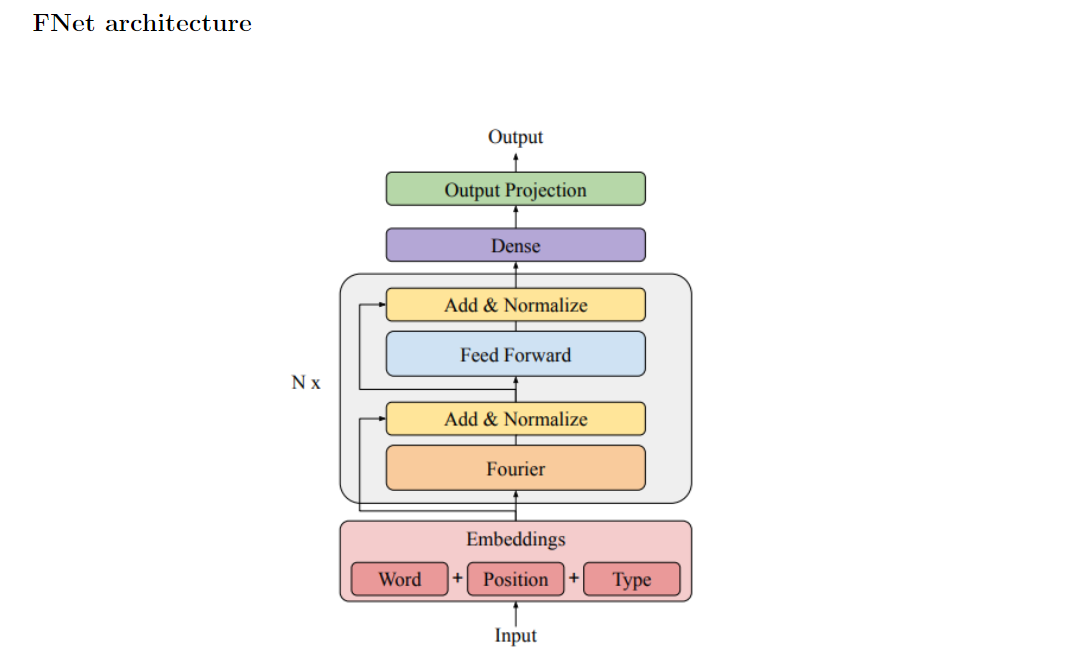 FNet architecture
Output
Output Projection
Dense
Add & Normalize
Feed Forward
N x
Add & Normalize
Fourier
Embeddings
Word + Position + Type
Input